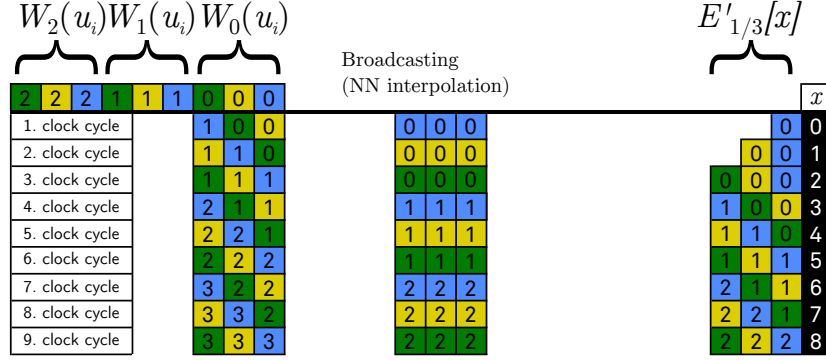 W₂(uᵢ) W₁(uᵢ) W₀(uᵢ) E'₁/₃[x]
Broadcasting
(NN interpolation)
2 2 2 1 1 1 0 0 0 x
1. clock cycle 1 0 0 0 0 0 0 0
2. clock cycle 1 1 0 0 0 0 0 0 1
3. clock cycle 1 1 1 0 0 0 0 0 0 2
4. clock cycle 2 1 1 1 1 1 1 0 0 3
5. clock cycle 2 2 1 1 1 1 1 1 0 4
6. clock cycle 2 2 2 1 1 1 1 1 1 5
7. clock cycle 3 2 2 2 2 2 2 1 1 6
8. clock cycle 3 3 2 2 2 2 2 2 1 7
9. clock cycle 3 3 3 2 2 2 2 2 2 8